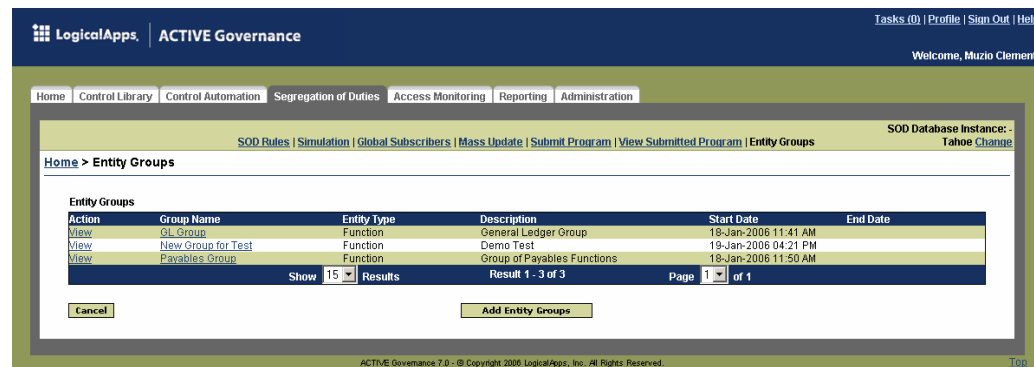 Tasks (0) | Profile | Sign Out | Hel
LogicalApps. ACTIVE Governance
Welcome, Muzio Clement
Home Control Library Control Automation Segregation of Duties Access Monitoring Reporting Administration
SOD Database Instance: -
SOD Rules | Simulation | Global Subscribers | Mass Update | Submit Program | View Submitted Program | Entity Groups Tahoe Change
Home > Entity Groups
Entity Groups
Action Group Name Entity Type Description Start Date End Date
View GL Group Function General Ledger Group 18-Jan-2006 11:41 AM
View New Group for Test Function Demo Test 19-Jan-2006 04:21 PM
View Payables Group Function Group of Payables Functions 18-Jan-2006 11:50 AM
Show 15 Results Result 1 - 3 of 3 Page 1 of 1
Cancel Add Entity Groups
ACTIVE Governance 7.0 - © Copyright 2006 LogicalApps, Inc. All Rights Reserved. Top